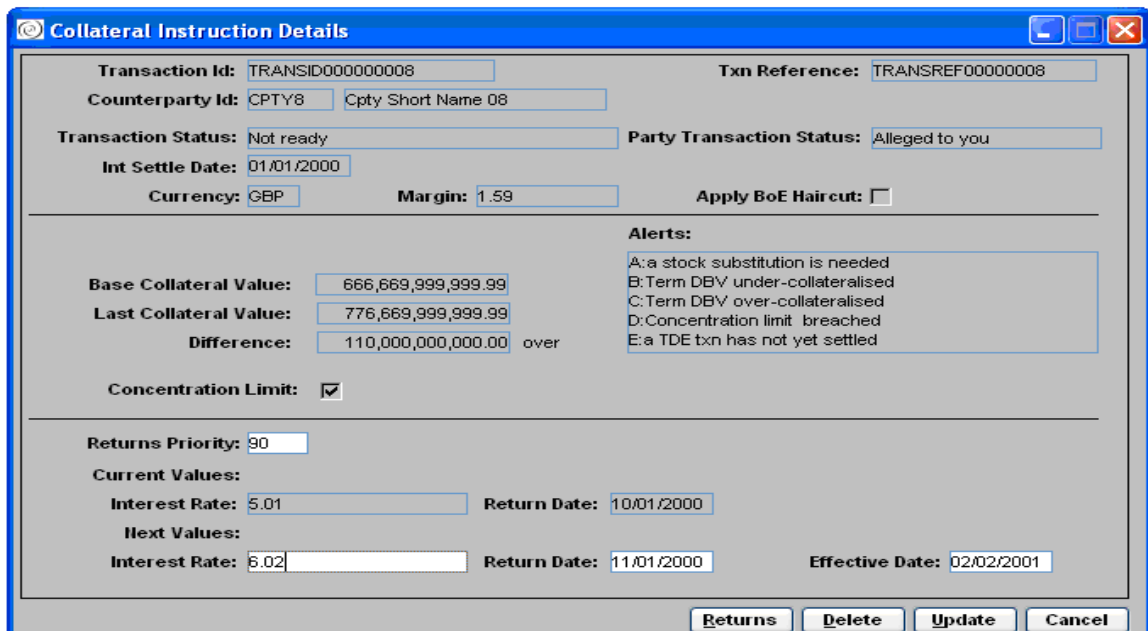 Collateral Instruction Details
Transaction Id: TRANSID000000008 Txn Reference: TRANSREF00000008
Counterparty Id: CPTY8 Cpty Short Name 08
Transaction Status: Not ready Party Transaction Status: Alleged to you
Int Settle Date: 01/01/2000
Currency: GBP Margin: 1.59 Apply BoE Haircut:
Alerts:
A:a stock substitution is needed
Base Collateral Value: 666,669,999,999.99 B:Term DBV under-collateralised
C:Term DBV over-collateralised
Last Collateral Value: 776,669,999,999.99 D:Concentration limit breached
Difference: 110,000,000,000.00 over E:a TDE txn has not yet settled
Concentration Limit:
Returns Priority: 90
Current Values:
Interest Rate: 5.01 Return Date: 10/01/2000
Next Values:
Interest Rate: 6.02 Return Date: 11/01/2000 Effective Date: 02/02/2001
Returns Delete Update Cancel